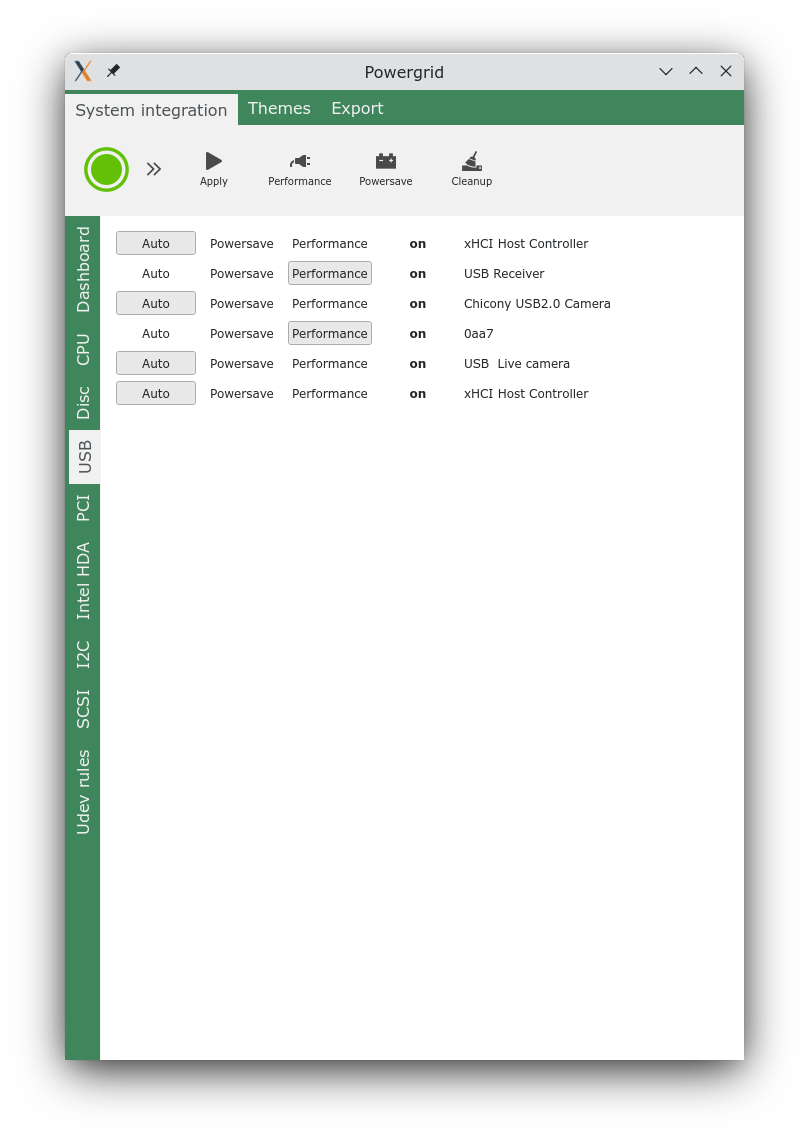 Powergrid
System integration Themes Export
Apply Performance Powersave Cleanup
Dashboard
CPU
Disc
USB
PCI
Intel HDA
I2C
SCSI
Udev rules
Auto Powersave Performance on xHCI Host Controller
Auto Powersave Performance on USB Receiver
Auto Powersave Performance on Chicony USB2.0 Camera
Auto Powersave Performance on 0aa7
Auto Powersave Performance on USB  Live camera
Auto Powersave Performance on xHCI Host Controller